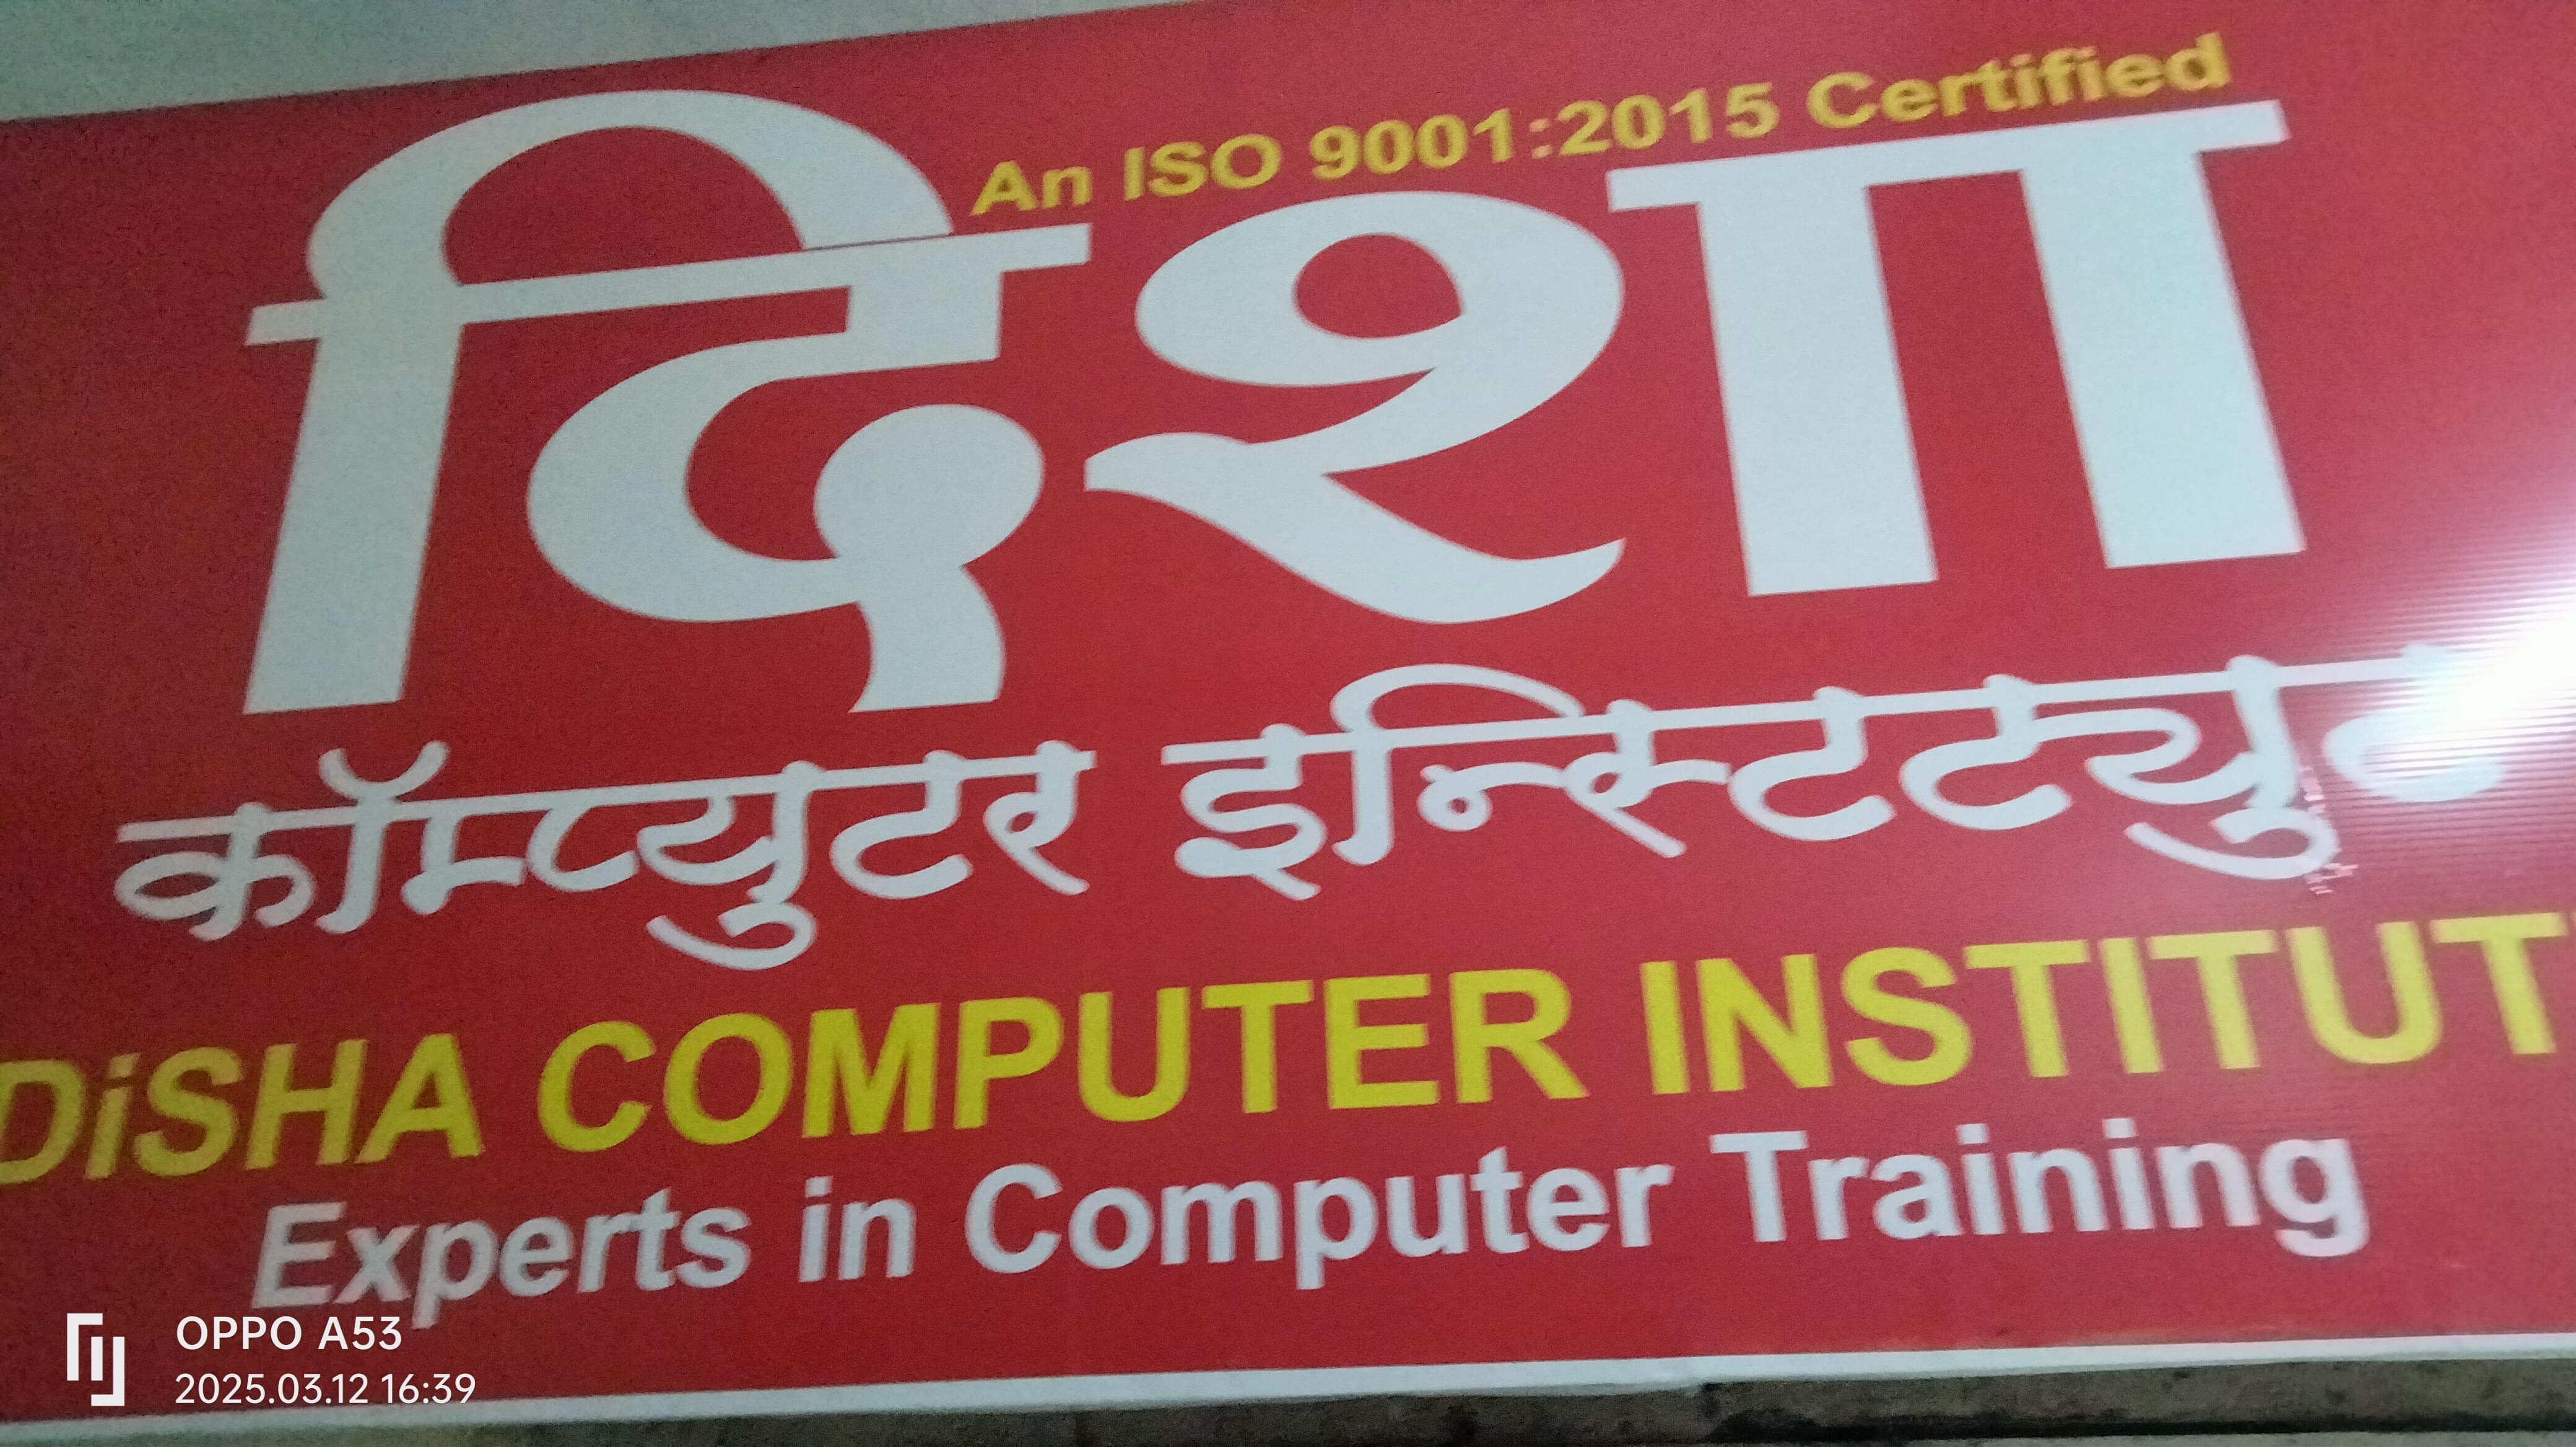 An ISO 9001:2015 Certified
दिशा
कॉम्प्युटर इन्स्टिटट्युट
DiSHA COMPUTER INSTITUT
Experts in Computer Training
OPPO A53
2025.03.12 16:39